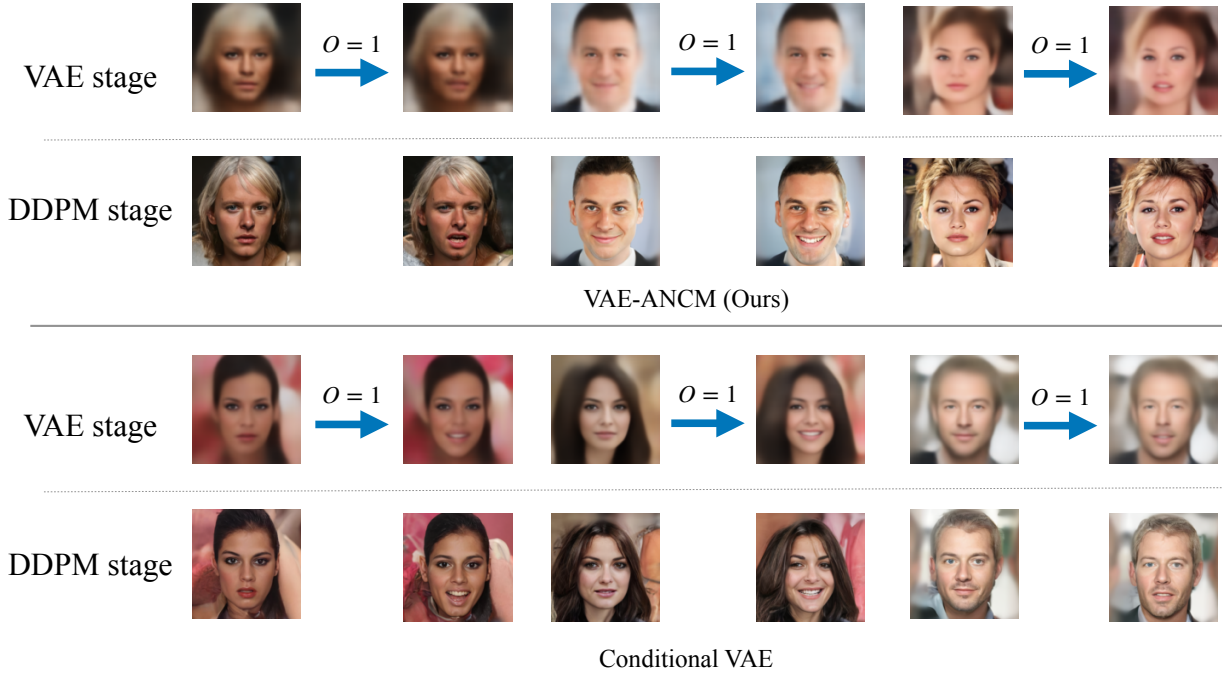 O = 1
O = 1
O = 1
VAE stage
DDPM stage
VAE-ANCM (Ours)
O = 1
O = 1
O = 1
VAE stage
DDPM stage
Conditional VAE